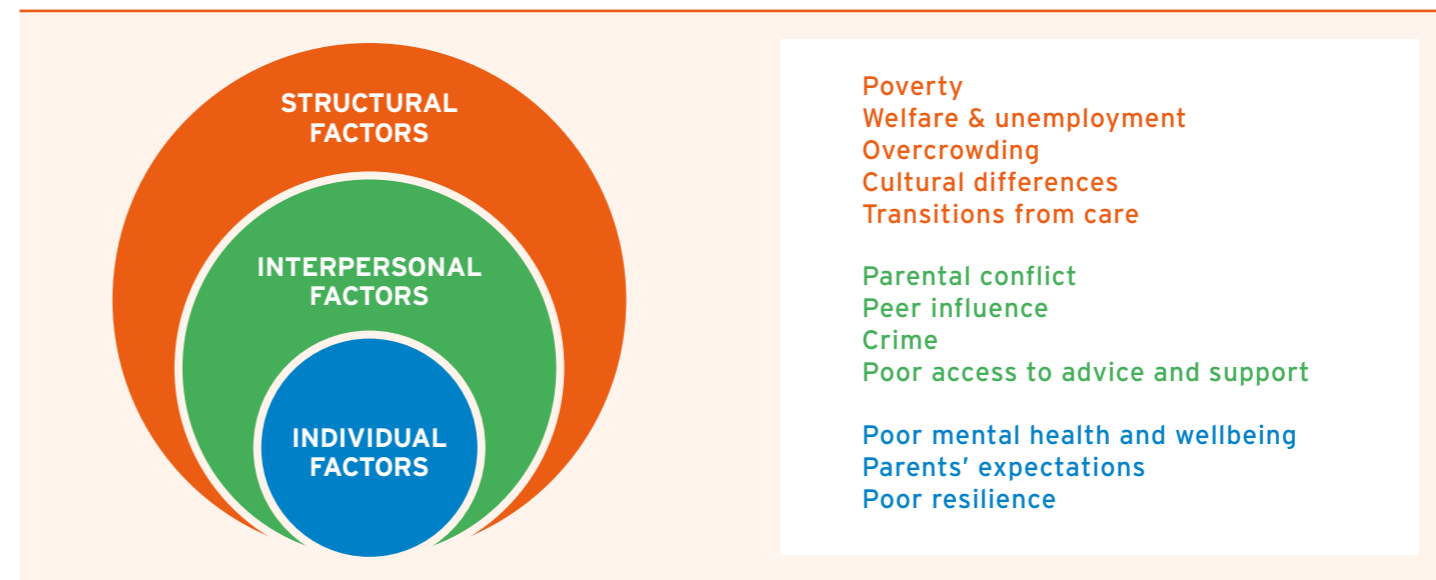 STRUCTURAL
FACTORS
INTERPERSONAL
FACTORS
INDIVIDUAL
FACTORS
Poverty
Welfare & unemployment
Overcrowding
Cultural differences
Transitions from care
Parental conflict
Peer influence
Crime
Poor access to advice and support
Poor mental health and wellbeing
Parents’ expectations
Poor resilience